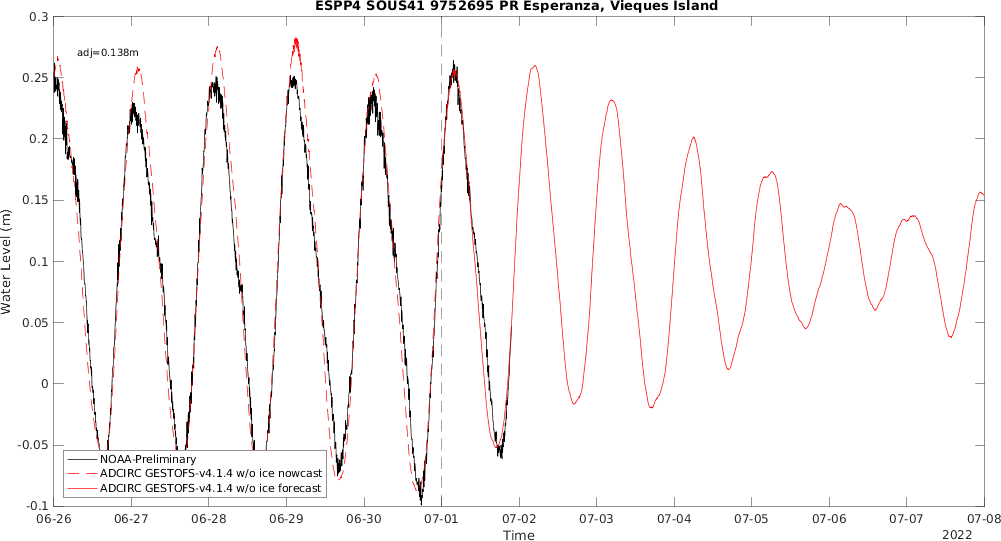 ESPP4 SOUS41 9752695 PR Esperanza, Vieques Island
0.3
adj=0.138m
0.25
0.2
0.15
0.1
0.05
0
-0.05
-0.1
Water Level (m)
NOAA-Preliminary
ADCIRC GESTOFS-v4.1.4 w/o ice nowcast
ADCIRC GESTOFS-v4.1.4 w/o ice forecast
06-26 06-27 06-28 06-29 06-30 07-01 07-02 07-03 07-04 07-05 07-06 07-07 07-08
Time
2022